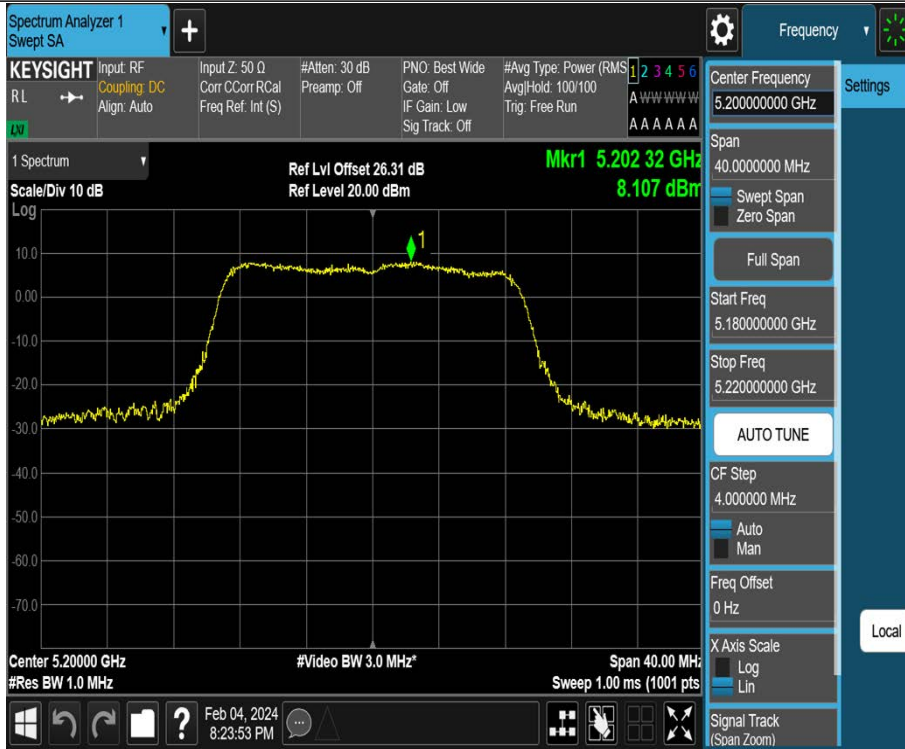 Spectrum Analyzer 1
Swept SA
+
Frequency
KEYSIGHT
R L
LXI
Input: RF
Coupling: DC
Align: Auto
Input Z: 50 Ω
Corr CCorr RCal
Freq Ref: Int (S)
#Atten: 30 dB
Preamp: Off
PNO: Best Wide
Gate: Off
IF Gain: Low
Sig Track: Off
#Avg Type: Power (RMS
Avg|Hold: 100/100
Trig: Free Run
1 2 3 4 5 6
A W W W W W
A A A A A A
Center Frequency
5.200000000 GHz
Settings
Span
40.0000000 MHz
Swept Span
Zero Span
Full Span
Start Freq
5.180000000 GHz
Stop Freq
5.220000000 GHz
AUTO TUNE
CF Step
4.000000 MHz
Auto
Man
Freq Offset
0 Hz
X Axis Scale
Log
Lin
Local
Signal Track
(Span Zoom)
1 Spectrum
Scale/Div 10 dB
Log
Ref Lvl Offset 26.31 dB
Ref Level 20.00 dBm
Mkr1 5.202 32 GHz
8.107 dBm
1
10.0
0.00
-10.0
-20.0
-30.0
-40.0
-50.0
-60.0
-70.0
Center 5.20000 GHz
#Res BW 1.0 MHz
#Video BW 3.0 MHz*
Span 40.00 MHz
Sweep 1.00 ms (1001 pts
?
Feb 04, 2024
8:23:53 PM